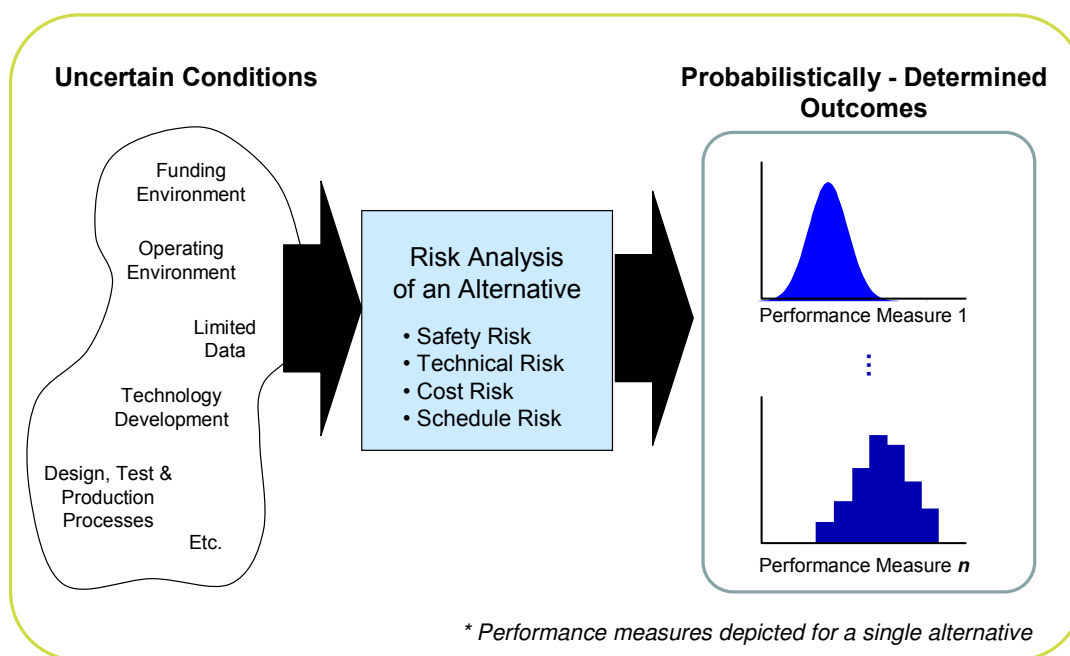 Uncertain Conditions
Funding
Environment
Operating
Environment
Limited
Data
Technology
Development
Design, Test &
Production
Processes
Etc.
Risk Analysis
of an Alternative
• Safety Risk
• Technical Risk
• Cost Risk
• Schedule Risk
Probabilistically - Determined
Outcomes
Performance Measure 1
...
Performance Measure n
* Performance measures depicted for a single alternative